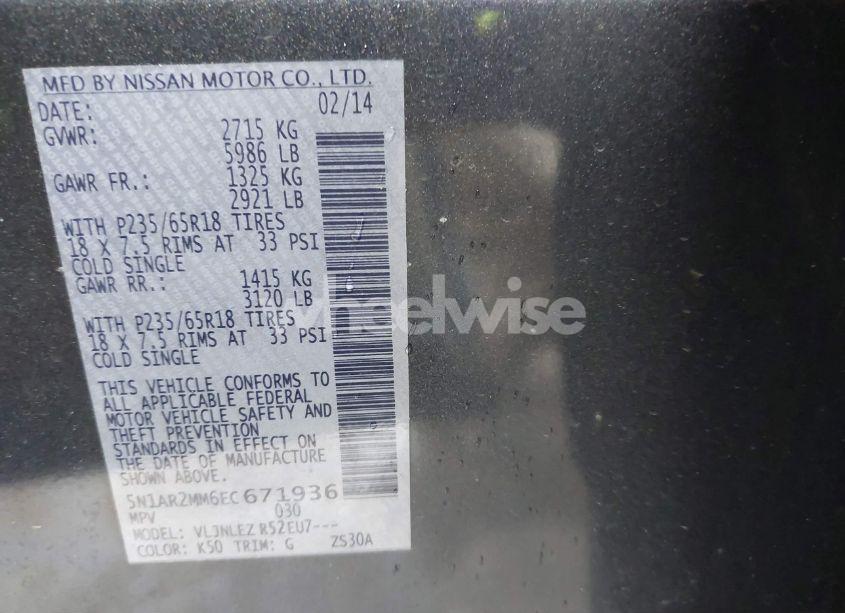 MFD BY NISSAN MOTOR CO., LTD.
DATE: 02/14
GVWR: 2715 KG
5986 LB
GAWR FR.: 1325 KG
2921 LB
WITH P235/65R18 TIRES
18 X 7.5 RIMS AT 33 PSI
COLD SINGLE
GAWR RR.: 1415 KG
3120 LB
WITH P235/65R18 TIRES
18 X 7.5 RIMS AT 33 PSI
COLD SINGLE
THIS VEHICLE CONFORMS TO
ALL APPLICABLE FEDERAL
MOTOR VEHICLE SAFETY AND
THEFT PREVENTION
STANDARDS IN EFFECT ON
THE DATE OF MANUFACTURE
SHOWN ABOVE.
5N1AR2MM6EC671936
MPV 030
MODEL: VLJNLEZ R52EU7---
COLOR: K50 TRIM: G ZS30A
wheelwise